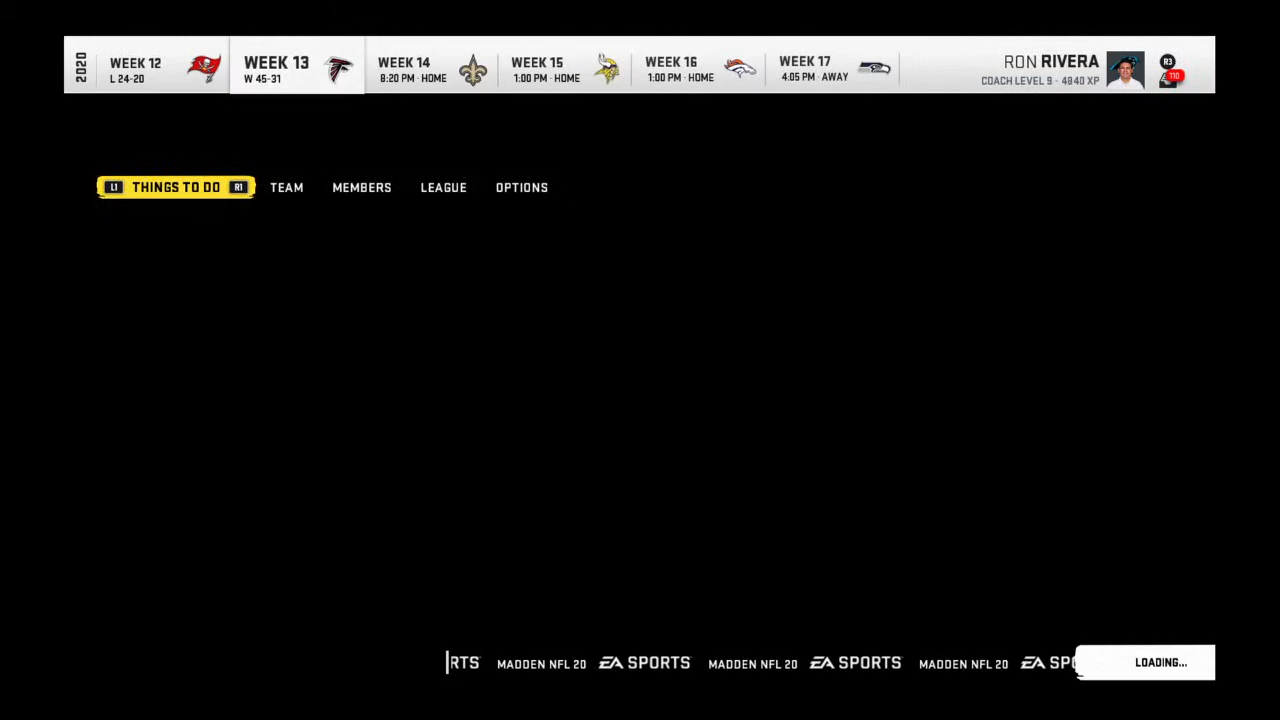 2020
WEEK 12
L 24-20
WEEK 13
W 45-31
WEEK 14
8:20 PM · HOME
WEEK 15
1:00 PM · HOME
WEEK 16
1:00 PM · HOME
WEEK 17
4:05 PM · AWAY
RON RIVERA
COACH LEVEL 9 - 4840 XP
R3
110
L1 THINGS TO DO R1 TEAM MEMBERS LEAGUE OPTIONS
RTS MADDEN NFL 20 EA SPORTS MADDEN NFL 20 EA SPORTS MADDEN NFL 20 EA SP LOADING...